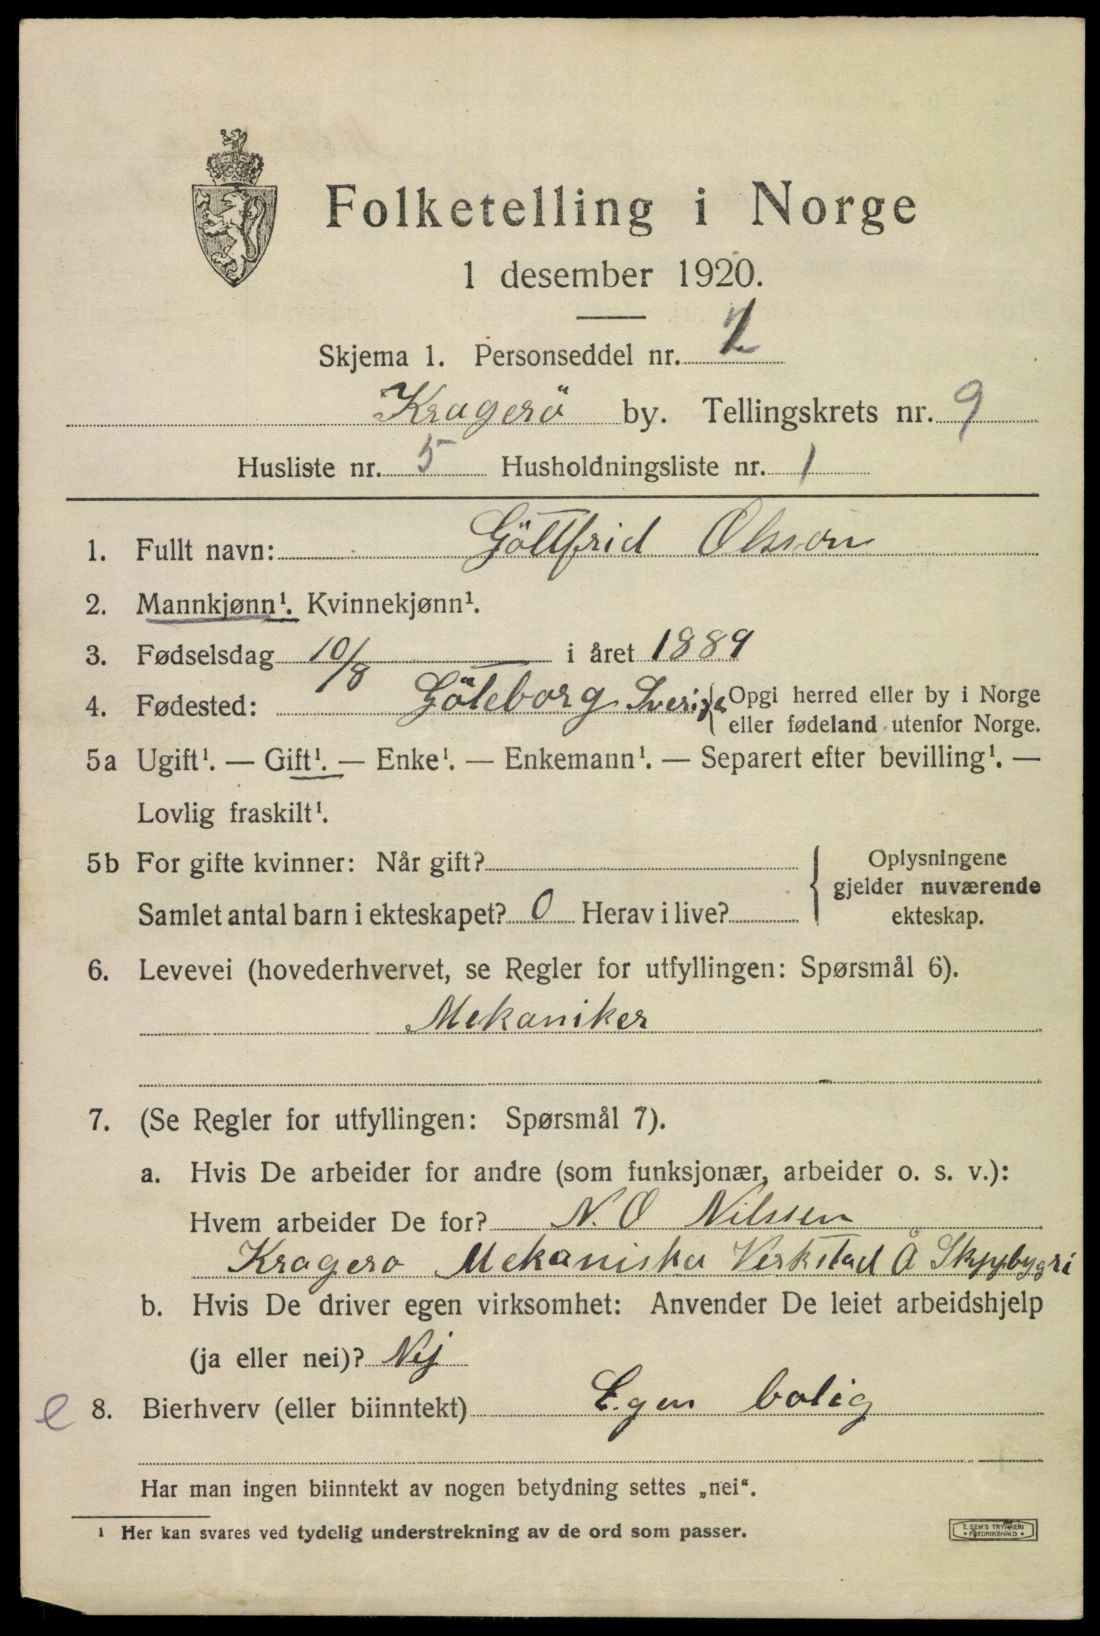 Folketelling i Norge
1 desember 1920.
Skjema 1. Personseddel nr. 2
Kragerö by. Tellingskrets nr. 9
Husliste nr. 5 Husholdningsliste nr. 1
1. Fullt navn: Göttfrid Olsson
2. Mannkjønn¹. Kvinnekjønn¹.
3. Fødselsdag 10/8 i året 1889
4. Fødested: Göteborg Sverige { Opgi herred eller by i Norge
eller fødeland utenfor Norge.
5a Ugift¹. — Gift¹. — Enke¹. — Enkemann¹. — Separert efter bevilling¹. —
Lovlig fraskilt¹.
5b For gifte kvinner: Når gift?
Samlet antal barn i ekteskapet? 0 Herav i live?
Oplysningene
gjelder nuværende
ekteskap.
6. Levevei (hovederhvervet, se Regler for utfyllingen: Spørsmål 6).
Mekaniker
7. (Se Regler for utfyllingen: Spørsmål 7).
a. Hvis De arbeider for andre (som funksjonær, arbeider o. s. v.):
Hvem arbeider De for? N. O Nilssen
Kragero Mekaniska Verkstad Å Skppbygri
b. Hvis De driver egen virksomhet: Anvender De leiet arbeidshjelp
(ja eller nei)? Nej
e 8. Bierhverv (eller biinntekt) Egen bolig
Har man ingen biinntekt av nogen betydning settes „nei“.
¹ Her kan svares ved tydelig understrekning av de ord som passer.
E. SEM'S TRYKKERI
FREDRIKSHALD